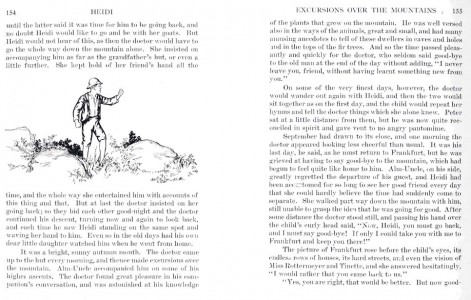 154 HEIDI
until the latter said it was time for him to be going back, and
no doubt Heidi would like to go and be with her goats. But
Heidi would not hear of this, as then the doctor would have to
go the whole way down the mountain alone. She insisted on
accompanying him as far as the grandfather's hut, or even a
little further. She kept hold of her friend's hand all the
time, and the whole way she entertained him with accounts of
this thing and that. But at last the doctor insisted on her
going back; so they bid each other good-night and the doctor
continued his descent, turning now and again to look back,
and each time he saw Heidi standing on the same spot and
waving her hand to him. Even so in the old days had his own
dear little daughter watched him when he went from home.
It was a bright, sunny autumn month. The doctor came
up to the hut every morning, and thence made excursions over
the mountain. Alm-Uncle accompanied him on some of his
higher ascents. The doctor found great pleasure in his com-
panion's conversation, and was astonished at his knowledge
EXCURSIONS OVER THE MOUNTAINS 155
of the plants that grew on the mountain. He was well versed
also in the ways of the animals, great and small, and had many
amusing anecdotes to tell of these dwellers in caves and holes
and in the tops of the fir trees. And so the time passed pleas-
antly and quickly for the doctor, who seldom said good-bye
to the old man at the end of the day without adding, "I never
leave you, friend, without having learnt something new from
you."
On some of the very finest days, however, the doctor
would wander out again with Heidi, and then the two would
sit together as on the first day, and the child would repeat her
hymns and tell the doctor things which she alone knew. Peter
sat at a little distance from them, but he was now quite rec-
onciled in spirit and gave vent to no angry pantomime.
September had drawn to its close, and one morning the
doctor appeared looking less cheerful than usual. It was his
last day, he said, as he must return to Frankfurt, but he was
grieved at having to say good-bye to the mountain, which had
begun to feel quite like home to him. Alm-Uncle, on his side,
greatly regretted the departure of his guest, and Heidi had
been accustomed for so long to see her good friend every day
that she could hardly believe the time had suddenly come to
separate. She walked part way down the mountain with him,
still unable to grasp the idea that he was going for good. After
some distance the doctor stood still, and passing his hand over
the child's curly head said, "Now, Heidi, you must go back,
and I must say good-bye! If only I could take you with me to
Frankfurt and keep you there!"
The picture of Frankfurt rose before the child's eyes, its
endless rows of houses, its hard streets, and even the vision of
Miss Rottermeyer and Tinette, and she answered hesitatingly,
"I would rather that you came back to us."
"Yes, you are right, that would be better. But now good-